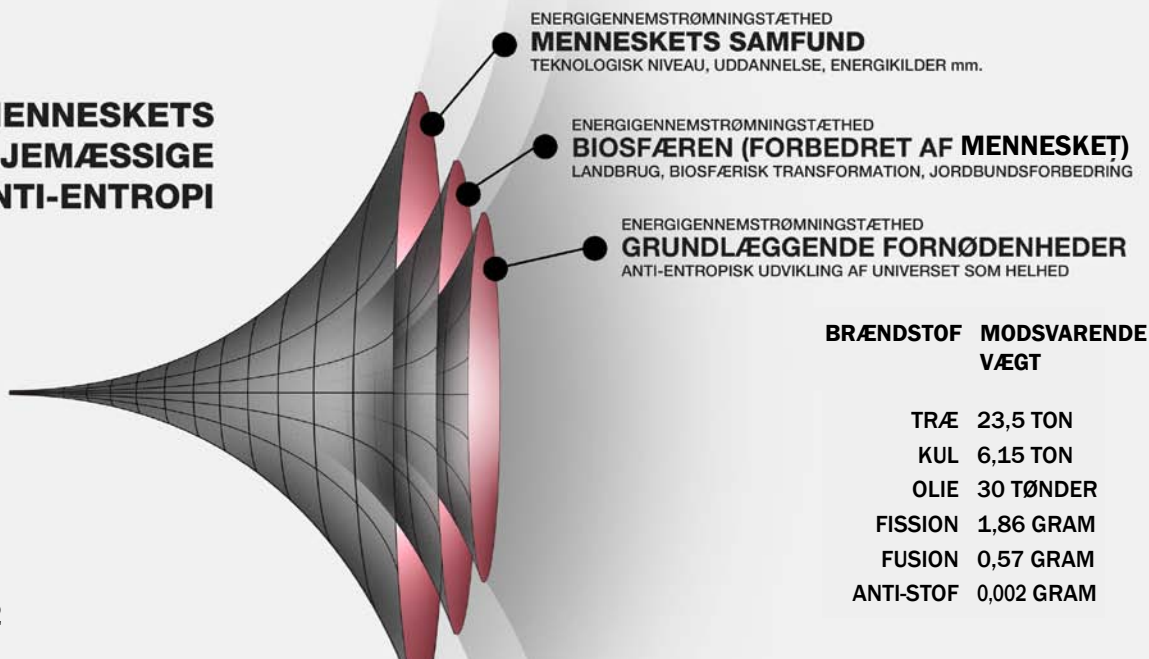 ENERGIGENNEMSTRØMNINGSTÆTHED
MENNESKETS SAMFUND
TEKNOLOGISK NIVEAU, UDDANNELSE, ENERGIKILDER mm.
ENNESKETS
JEMÆSSIGE
NTI-ENTROPI
ENERGIGENNEMSTRØMNINGSTÆTHED
BIOSFÆREN (FORBEDRET AF MENNESKET)
LANDBRUG, BIOSFÆRISK TRANSFORMATION, JORDBUNDSFORBEDRING
ENERGIGENNEMSTRØMNINGSTÆTHED
GRUNDLÆGGENDE FORNØDENHEDER
ANTI-ENTROPISK UDVIKLING AF UNIVERSET SOM HELHED
BRÆNDSTOF MODSVARENDE
VÆGT
TRÆ 23,5 TON
KUL 6,15 TON
OLIE 30 TØNDER
FISSION 1,86 GRAM
FUSION 0,57 GRAM
ANTI-STOF 0,002 GRAM